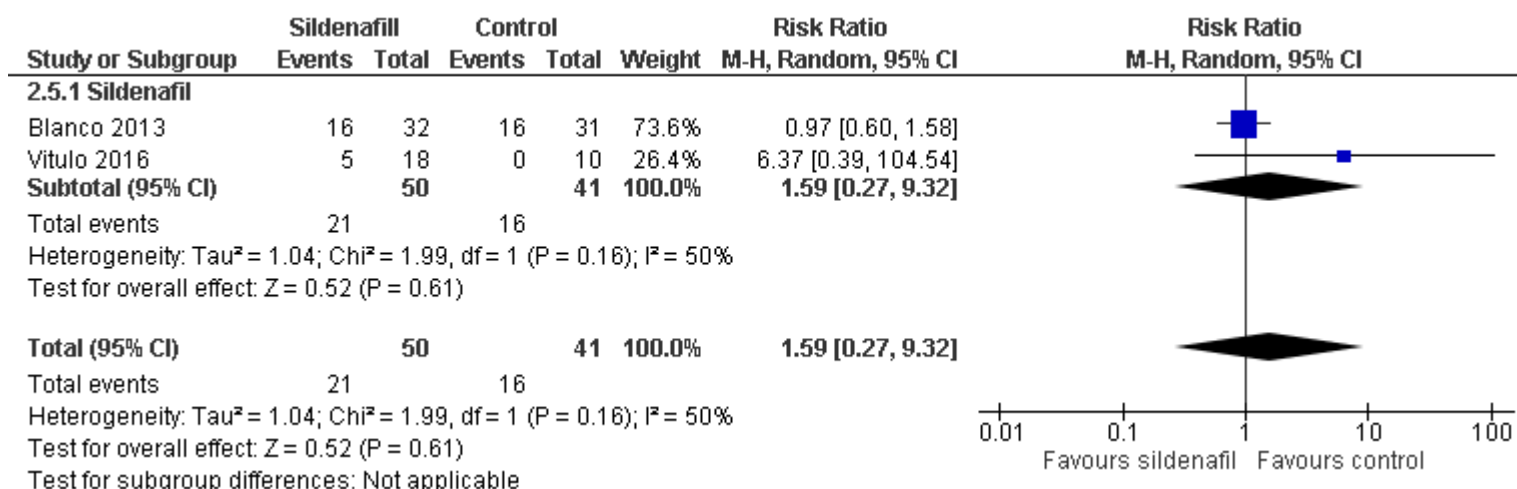 Sildenafill Control Risk Ratio Risk Ratio
Study or Subgroup Events Total Events Total Weight M-H, Random, 95% CI M-H, Random, 95% CI
2.5.1 Sildenafil
Blanco 2013 16 32 16 31 73.6% 0.97 [0.60, 1.58]
Vitulo 2016 5 18 0 10 26.4% 6.37 [0.39, 104.54]
Subtotal (95% CI) 50 41 100.0% 1.59 [0.27, 9.32]
Total events 21 16
Heterogeneity: Tau² = 1.04; Chi² = 1.99, df = 1 (P = 0.16); I² = 50%
Test for overall effect: Z = 0.52 (P = 0.61)
Total (95% CI) 50 41 100.0% 1.59 [0.27, 9.32]
Total events 21 16
Heterogeneity: Tau² = 1.04; Chi² = 1.99, df = 1 (P = 0.16); I² = 50%
Test for overall effect: Z = 0.52 (P = 0.61)
Test for subgroup differences: Not applicable
0.01 0.1 1 10 100
Favours sildenafil Favours control